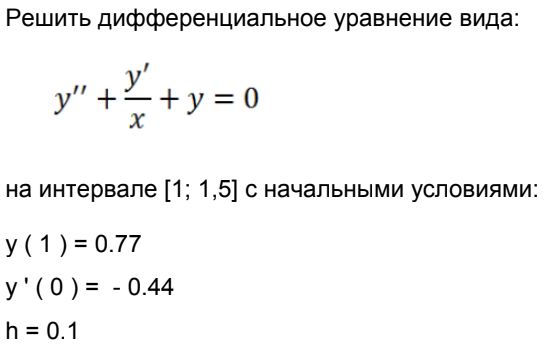 Решить дифференциальное уравнение вида:
y'' + y'/x + y = 0
на интервале [1; 1,5] с начальными условиями:
y ( 1 ) = 0.77
y ' ( 0 ) =  - 0.44
h = 0.1